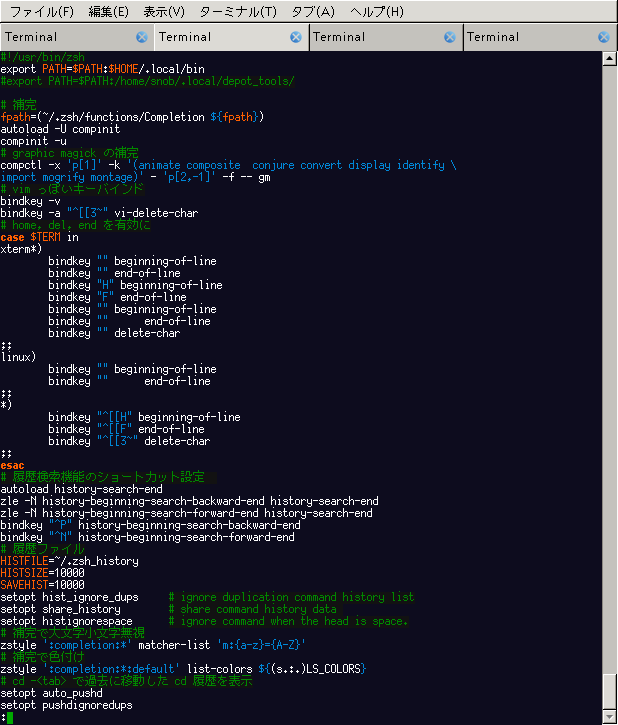 ファイル(F) 編集(E) 表示(V) ターミナル(T) タブ(A) ヘルプ(H)
Terminal Terminal Terminal Terminal
#!/usr/bin/zsh
export PATH=$PATH:$HOME/.local/bin
#export PATH=$PATH:/home/snob/.local/depot_tools/
# 補完
fpath=(~/.zsh/functions/Completion ${fpath})
autoload -U compinit
compinit -u
# graphic magick の補完
compctl -x 'p[1]' -k '(animate composite  conjure convert display identify \
import mogrify montage)' - 'p[2,-1]' -f -- gm
# vim っぽいキーバインド
bindkey -v
bindkey -a "^[[3~" vi-delete-char
# home, del, end を有効に
case $TERM in
xterm*)
bindkey "" beginning-of-line
bindkey "" end-of-line
bindkey "H" beginning-of-line
bindkey "F" end-of-line
bindkey "" beginning-of-line
bindkey "" end-of-line
bindkey "" delete-char
;;
linux)
bindkey "" beginning-of-line
bindkey "" end-of-line
;;
*)
bindkey "^[[H" beginning-of-line
bindkey "^[[F" end-of-line
bindkey "^[[3~" delete-char
;;
esac
# 履歴検索機能のショートカット設定
autoload history-search-end
zle -N history-beginning-search-backward-end history-search-end
zle -N history-beginning-search-forward-end history-search-end
bindkey "^P" history-beginning-search-backward-end
bindkey "^N" history-beginning-search-forward-end
# 履歴ファイル
HISTFILE=~/.zsh_history
HISTSIZE=10000
SAVEHIST=10000
setopt hist_ignore_dups # ignore duplication command history list
setopt share_history # share command history data
setopt histignorespace # ignore command when the head is space.
# 補完で大文字小文字無視
zstyle ':completion:*' matcher-list 'm:{a-z}={A-Z}'
# 補完で色付け
zstyle ':completion:*:default' list-colors ${(s.:.)LS_COLORS}
# cd -<tab> で過去に移動した cd 履歴を表示
setopt auto_pushd
setopt pushdignoredups
: